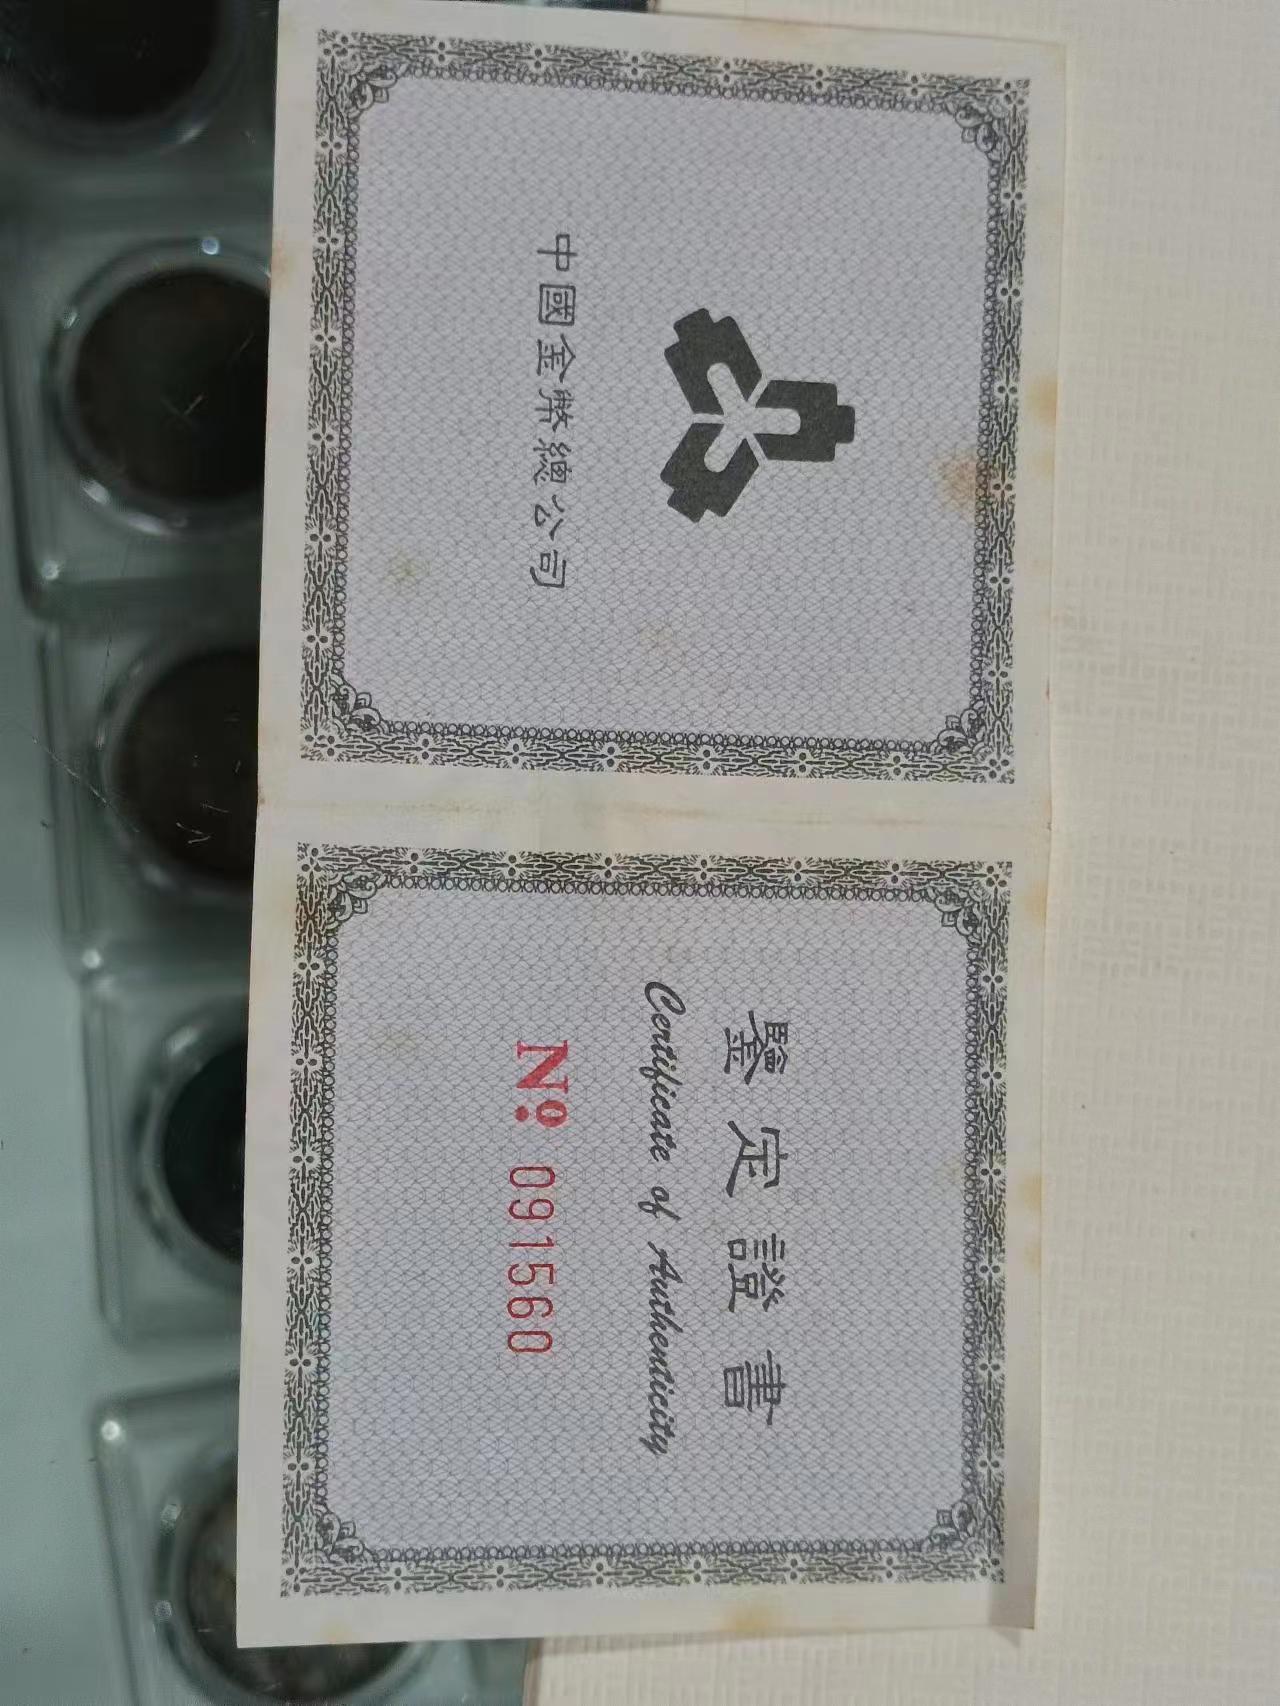 中國金幣總公司
鑒定證書
Certificate of Authenticity
№ 091560